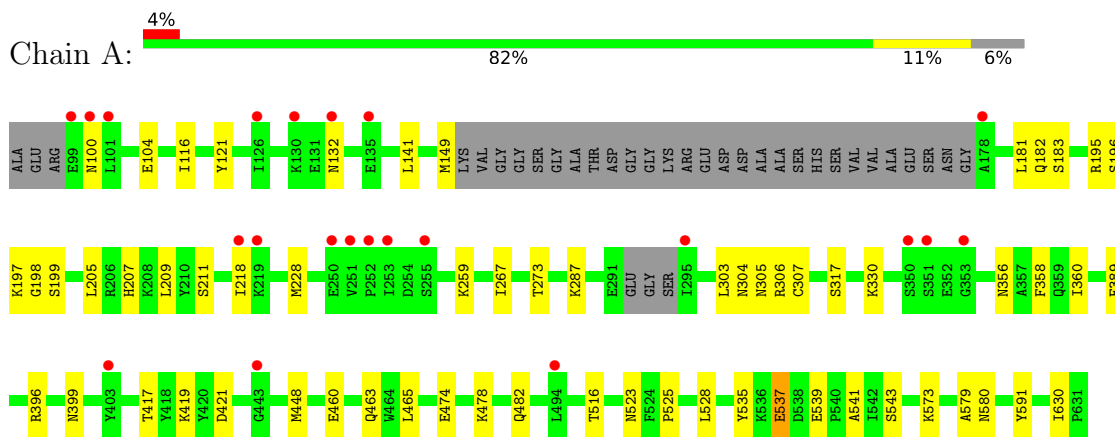 4%
Chain A:
82% 11% 6%
ALA GLU ARG E99 N100 L101 E104 I116 Y121 I126 K130 E131 N132 E135 L141 M149 LYS VAL GLY GLY SER GLY ALA THR ASP GLY GLY LYS ARG GLU ASP ASP ALA ALA SER HIS SER VAL VAL ALA GLU SER ASN GLY A178 L181 Q182 S183 R195 S196
K197 G198 S199 L205 R206 H207 K208 L209 Y210 S211 I218 K219 M228 E250 V251 P252 I253 D254 S255 K259 I267 T273 K287 E291 GLU GLY SER I295 L303 N304 N305 R306 C307 S317 K330 S350 S351 E352 G353 N356 A357 F358 Q359 I360
R396 N399 Y403 T417 Y418 K419 Y420 D421 G443 M448 E460 Q463 W464 L465 E474 K478 Q482 L494 T516 N523 F524 P525 L528 Y535 K536 E537 D538 E539 P540 A541 I542 S543 K573 A579 N580 Y591 I630 P631